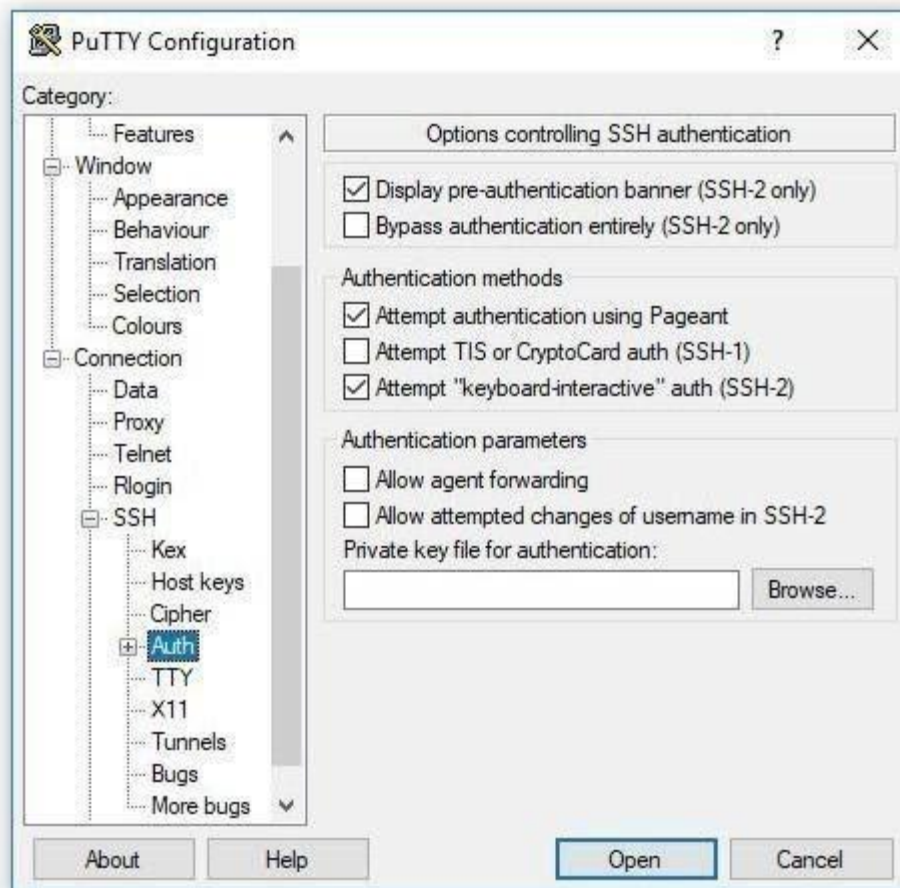 PuTTY Configuration
?
Category:
Features
Window
Appearance
Behaviour
Translation
Selection
Colours
Connection
Data
Proxy
Telnet
Rlogin
SSH
Kex
Host keys
Cipher
Auth
TTY
X11
Tunnels
Bugs
More bugs
Options controlling SSH authentication
Display pre-authentication banner (SSH-2 only)
Bypass authentication entirely (SSH-2 only)
Authentication methods
Attempt authentication using Pageant
Attempt TIS or CryptoCard auth (SSH-1)
Attempt "keyboard-interactive" auth (SSH-2)
Authentication parameters
Allow agent forwarding
Allow attempted changes of username in SSH-2
Private key file for authentication:
Browse...
About
Help
Open
Cancel